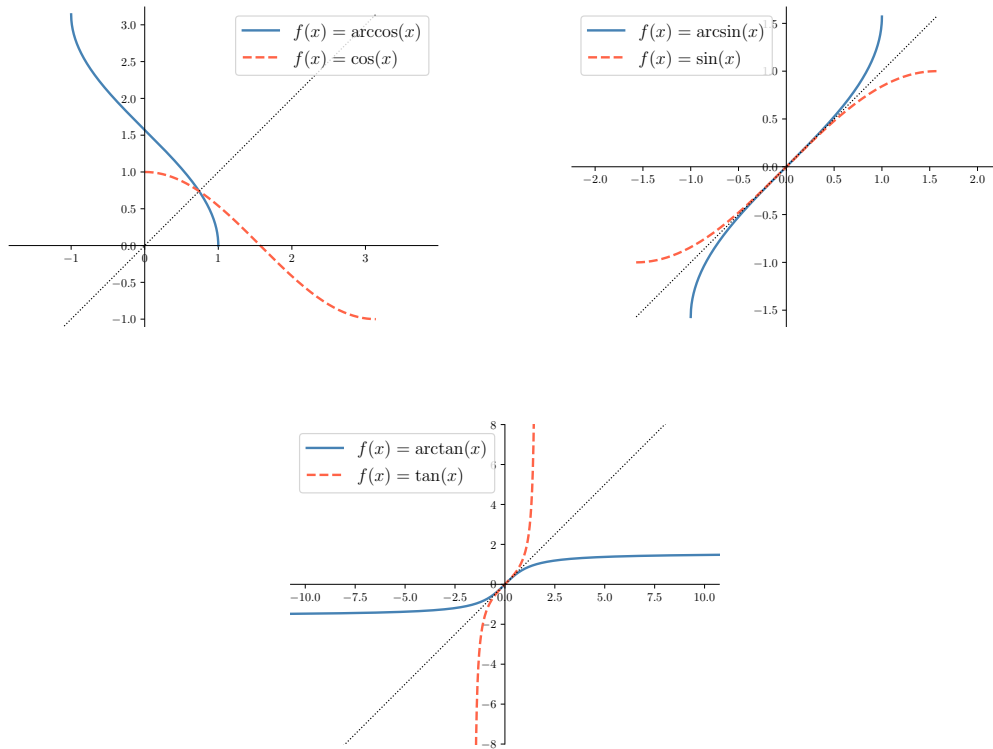 f(x) = arccos(x)
f(x) = cos(x)
3.0
2.5
2.0
1.5
1.0
0.5
0.0
−0.5
−1.0
−1 0 1 2 3
f(x) = arcsin(x)
f(x) = sin(x)
1.5
1.0
0.5
0.0
−0.5
−1.0
−1.5
−2.0 −1.5 −1.0 −0.5 0.0 0.5 1.0 1.5 2.0
f(x) = arctan(x)
f(x) = tan(x)
8
6
4
2
0
−2
−4
−6
−8
−10.0 −7.5 −5.0 −2.5 0.0 2.5 5.0 7.5 10.0